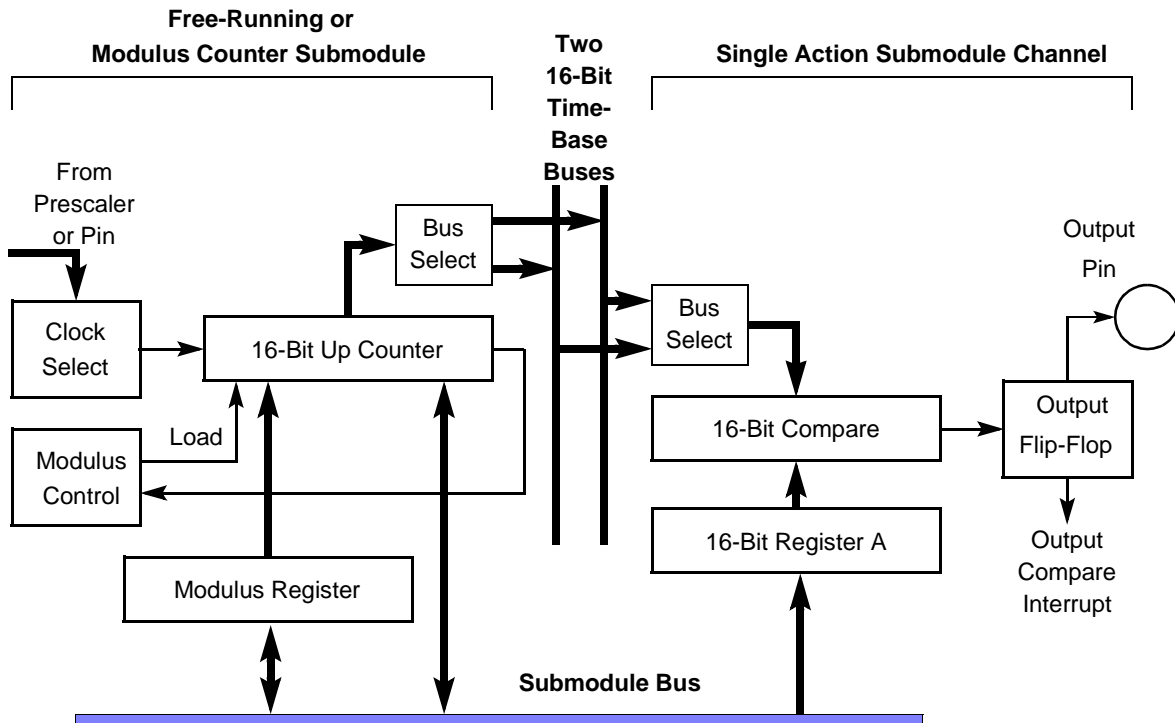 Free-Running or
Modulus Counter Submodule
Two
16-Bit
Time-
Base
Buses
Single Action Submodule Channel
From
Prescaler
or Pin
Bus
Select
Output
Pin
Clock
Select
16-Bit Up Counter
Bus
Select
Load
Modulus
Control
16-Bit Compare
Output
Flip-Flop
16-Bit Register A
Output
Compare
Interrupt
Modulus Register
Submodule Bus